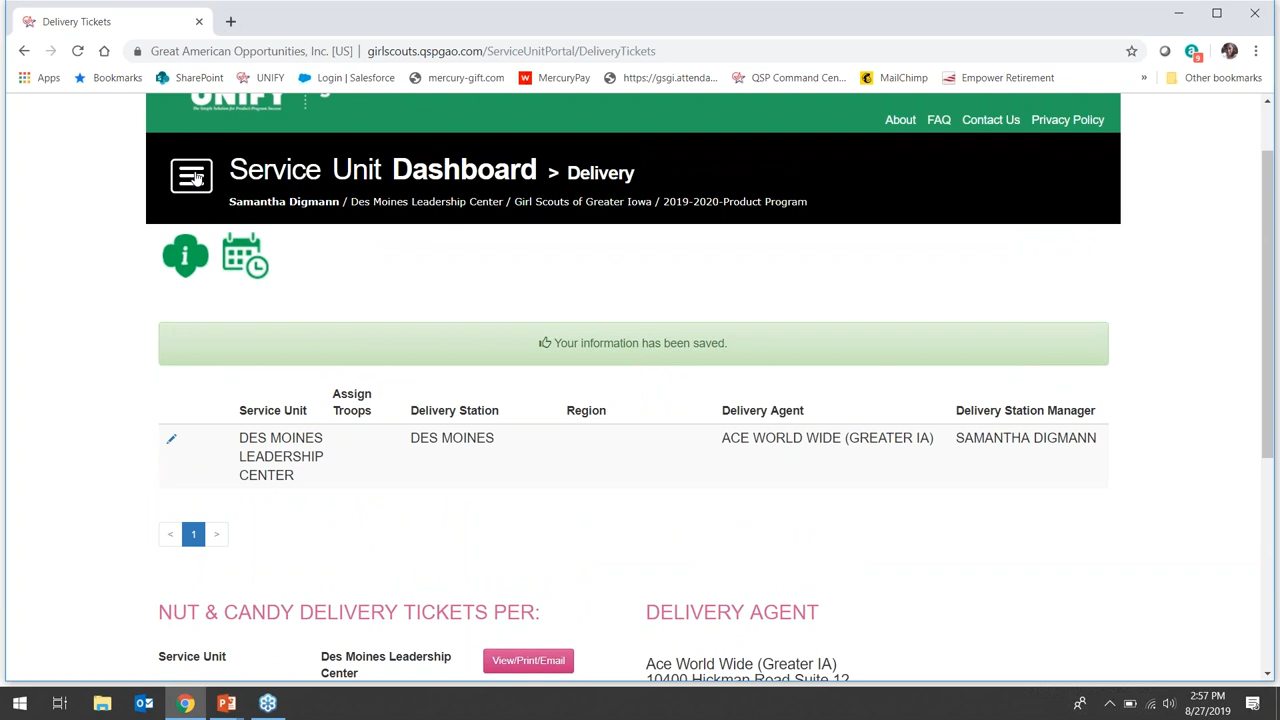 Delivery Tickets
Great American Opportunities, Inc. [US] | girlscouts.qspgao.com/ServiceUnitPortal/DeliveryTickets
Apps Bookmarks SharePoint UNIFY Login | Salesforce mercury-gift.com MercuryPay https://gsgi.attenda... QSP Command Cen... MailChimp Empower Retirement » Other bookmarks
UNIFY
About FAQ Contact Us Privacy Policy
Service Unit Dashboard > Delivery
Samantha Digmann / Des Moines Leadership Center / Girl Scouts of Greater Iowa / 2019-2020-Product Program
Your information has been saved.
Service Unit Assign Troops Delivery Station Region Delivery Agent Delivery Station Manager
DES MOINES DES MOINES ACE WORLD WIDE (GREATER IA) SAMANTHA DIGMANN
LEADERSHIP
CENTER
< 1 >
NUT & CANDY DELIVERY TICKETS PER: DELIVERY AGENT
Service Unit Des Moines Leadership View/Print/Email
Center
Ace World Wide (Greater IA)
10400 Hickman Road Suite 12
2:57 PM
8/27/2019